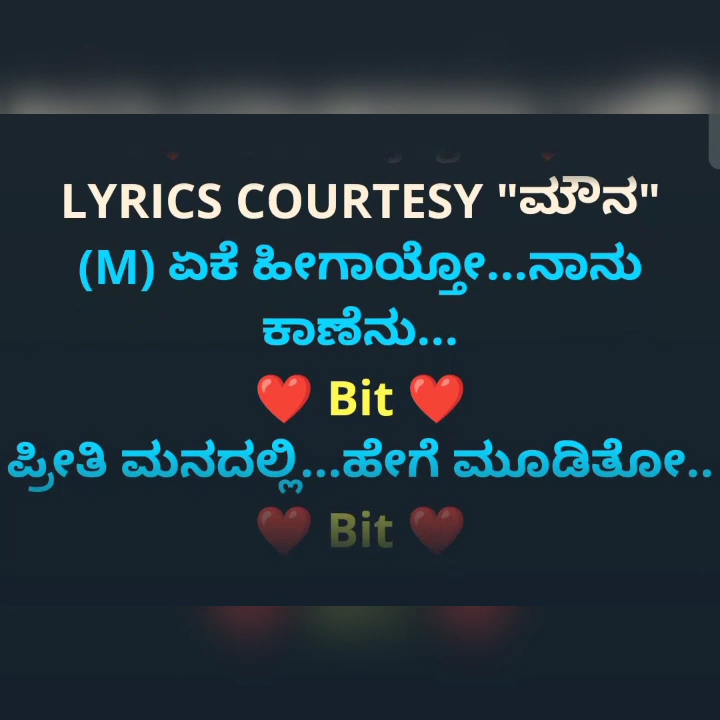 LYRICS COURTESY "ಮೌನ"
(M) ಏಕೆ ಹೀಗಾಯ್ತೋ...ನಾನು
ಕಾಣೆನು...
❤️ Bit ❤️
ಪ್ರೀತಿ ಮನದಲ್ಲಿ...ಹೇಗೆ ಮೂಡಿತೋ..
❤️ Bit ❤️